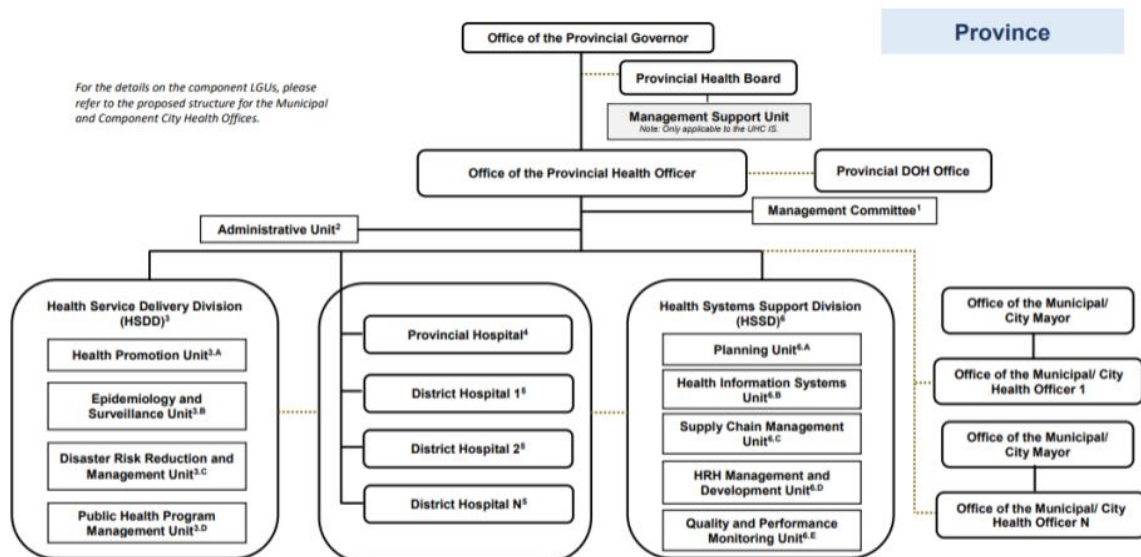 Province
Office of the Provincial Governor
For the details on the component LGUs, please
refer to the proposed structure for the Municipal
and Component City Health Offices.
Provincial Health Board
Management Support Unit
Note: Only applicable to the UHC IS.
Office of the Provincial Health Officer
Provincial DOH Office
Management Committee¹
Administrative Unit²
Health Service Delivery Division
(HSDD)³
Health Promotion Unit³·ᴬ
Epidemiology and
Surveillance Unit³·ᴮ
Disaster Risk Reduction and
Management Unit³·ᶜ
Public Health Program
Management Unit³·ᴰ
Provincial Hospital⁴
District Hospital 1⁵
District Hospital 2⁵
District Hospital N⁵
Health Systems Support Division
(HSSD)⁶
Planning Unit⁶·ᴬ
Health Information Systems
Unit⁶·ᴮ
Supply Chain Management
Unit⁶·ᶜ
HRH Management and
Development Unit⁶·ᴰ
Quality and Performance
Monitoring Unit⁶·ᴱ
Office of the Municipal/
City Mayor
Office of the Municipal/ City
Health Officer 1
Office of the Municipal/
City Mayor
Office of the Municipal/ City
Health Officer N